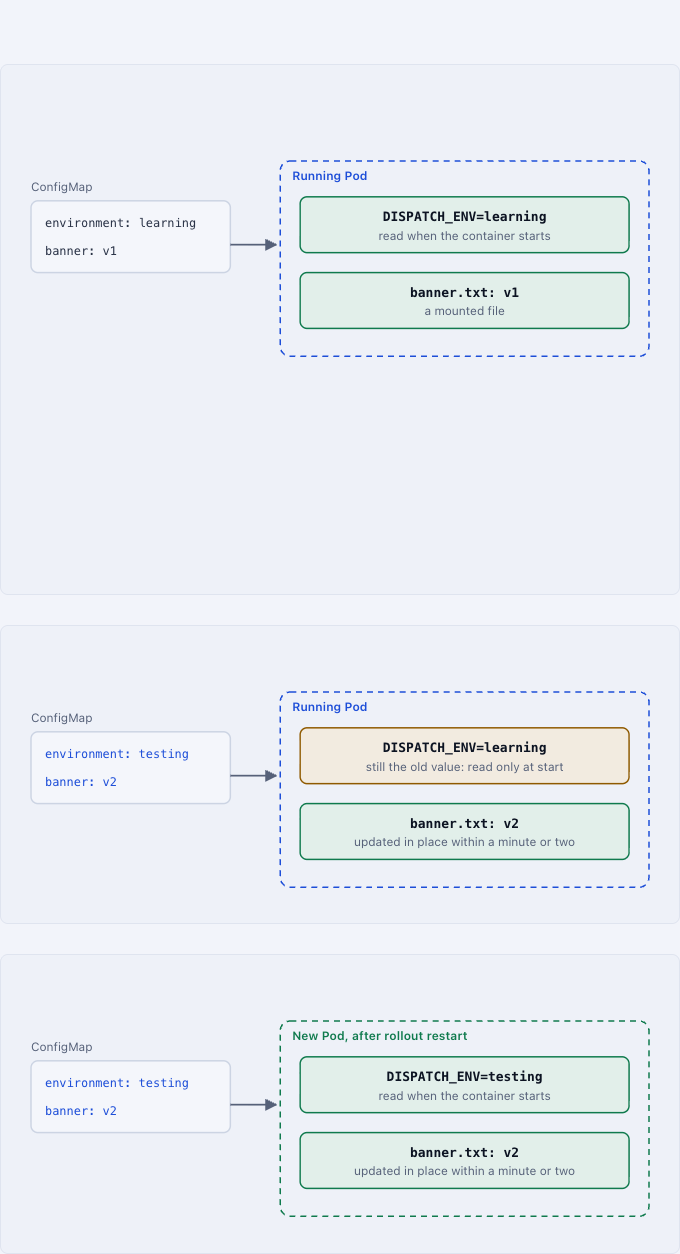 Running Pod
ConfigMap
environment: learning
banner: v1
DISPATCH_ENV=learning
read when the container starts
banner.txt: v1
a mounted file
Running Pod
ConfigMap
environment: testing
banner: v2
DISPATCH_ENV=learning
still the old value: read only at start
banner.txt: v2
updated in place within a minute or two
New Pod, after rollout restart
ConfigMap
environment: testing
banner: v2
DISPATCH_ENV=testing
read when the container starts
banner.txt: v2
updated in place within a minute or two